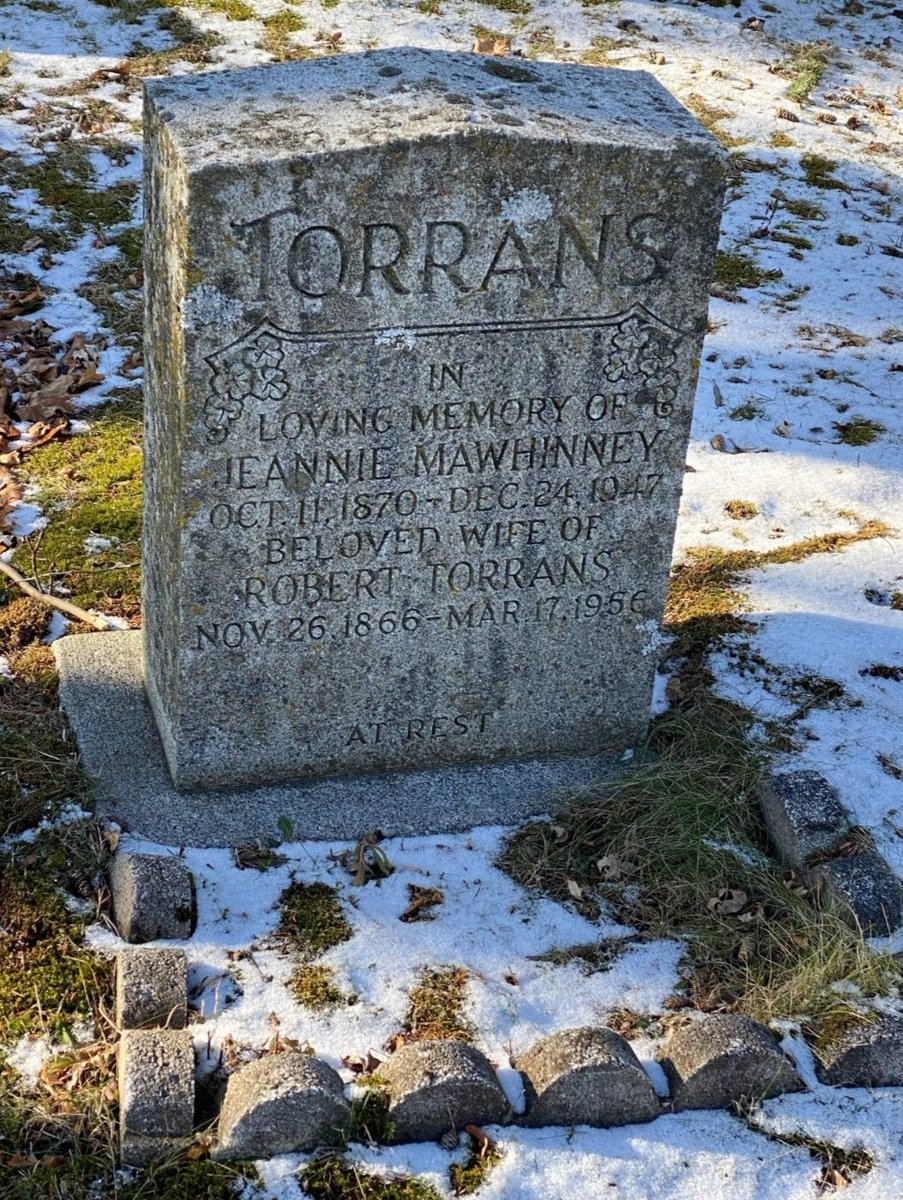 TORRANS
IN
LOVING MEMORY OF
JEANNIE MAWHINNEY
OCT. 11, 1870 - DEC. 24, 1947
BELOVED WIFE OF
ROBERT TORRANS
NOV. 26, 1866 - MAR. 17, 1956
AT REST